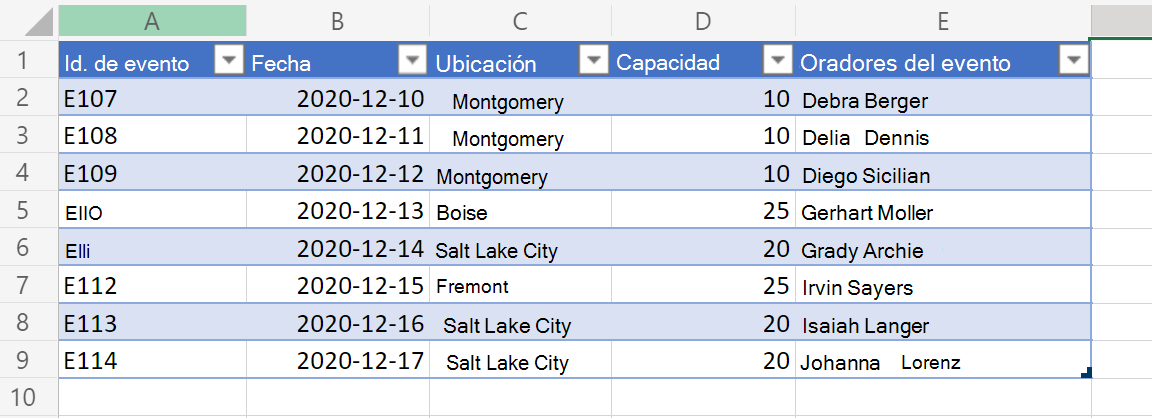 A B C D E
1 Id. de evento Fecha Ubicación Capacidad Oradores del evento
2 E107 2020-12-10 Montgomery 10 Debra Berger
3 E108 2020-12-11 Montgomery 10 Delia Dennis
4 E109 2020-12-12 Montgomery 10 Diego Sicilian
5 EIIO 2020-12-13 Boise 25 Gerhart Moller
6 Elli 2020-12-14 Salt Lake City 20 Grady Archie
7 E112 2020-12-15 Fremont 25 Irvin Sayers
8 E113 2020-12-16 Salt Lake City 20 Isaiah Langer
9 E114 2020-12-17 Salt Lake City 20 Johanna Lorenz
10